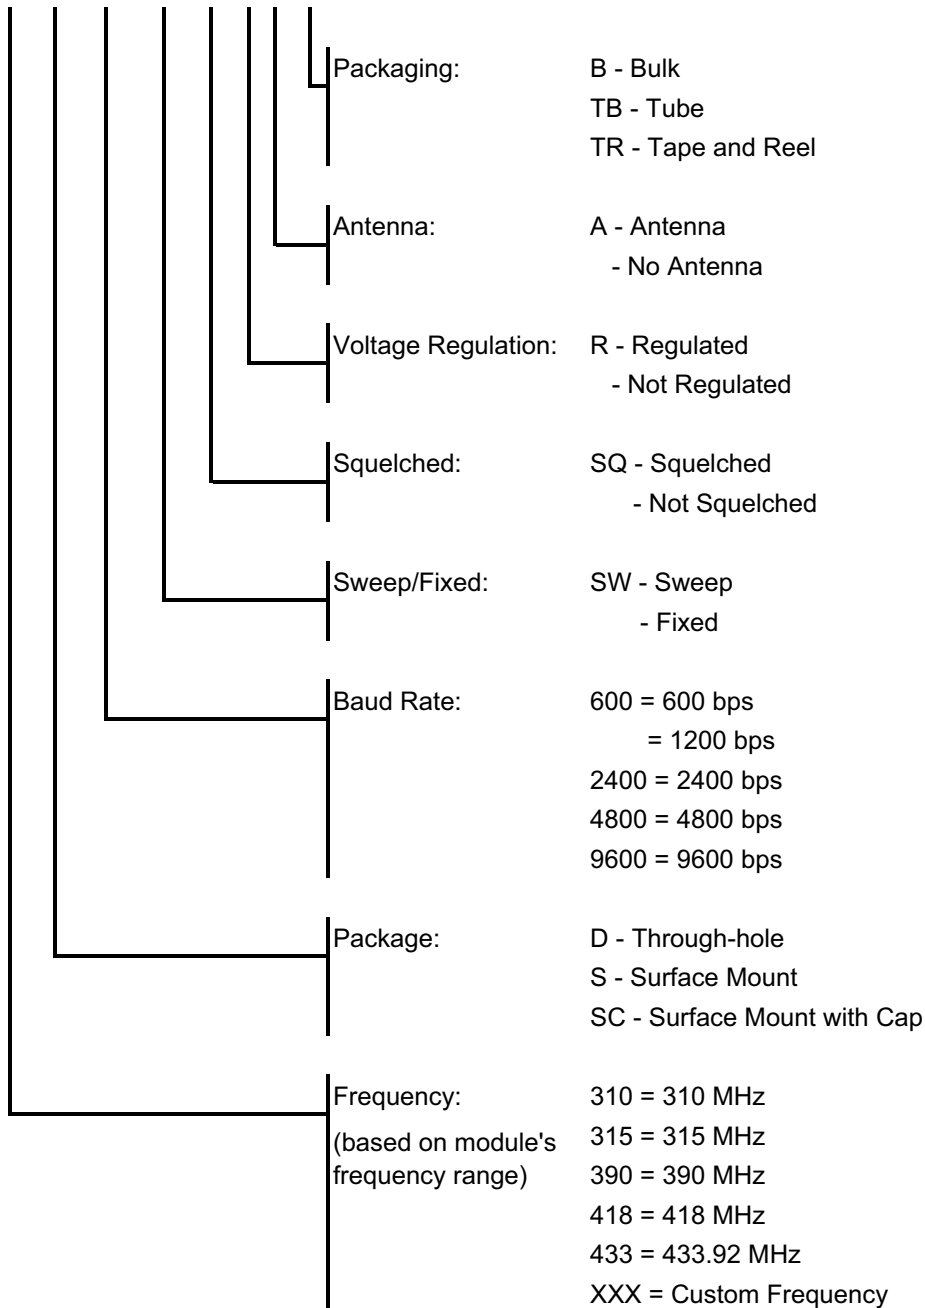 Packaging: B - Bulk
TB - Tube
TR - Tape and Reel
Antenna: A - Antenna
- No Antenna
Voltage Regulation: R - Regulated
- Not Regulated
Squelched: SQ - Squelched
- Not Squelched
Sweep/Fixed: SW - Sweep
- Fixed
Baud Rate: 600 = 600 bps
= 1200 bps
2400 = 2400 bps
4800 = 4800 bps
9600 = 9600 bps
Package: D - Through-hole
S - Surface Mount
SC - Surface Mount with Cap
Frequency: 310 = 310 MHz
(based on module's 315 = 315 MHz
frequency range) 390 = 390 MHz
418 = 418 MHz
433 = 433.92 MHz
XXX = Custom Frequency